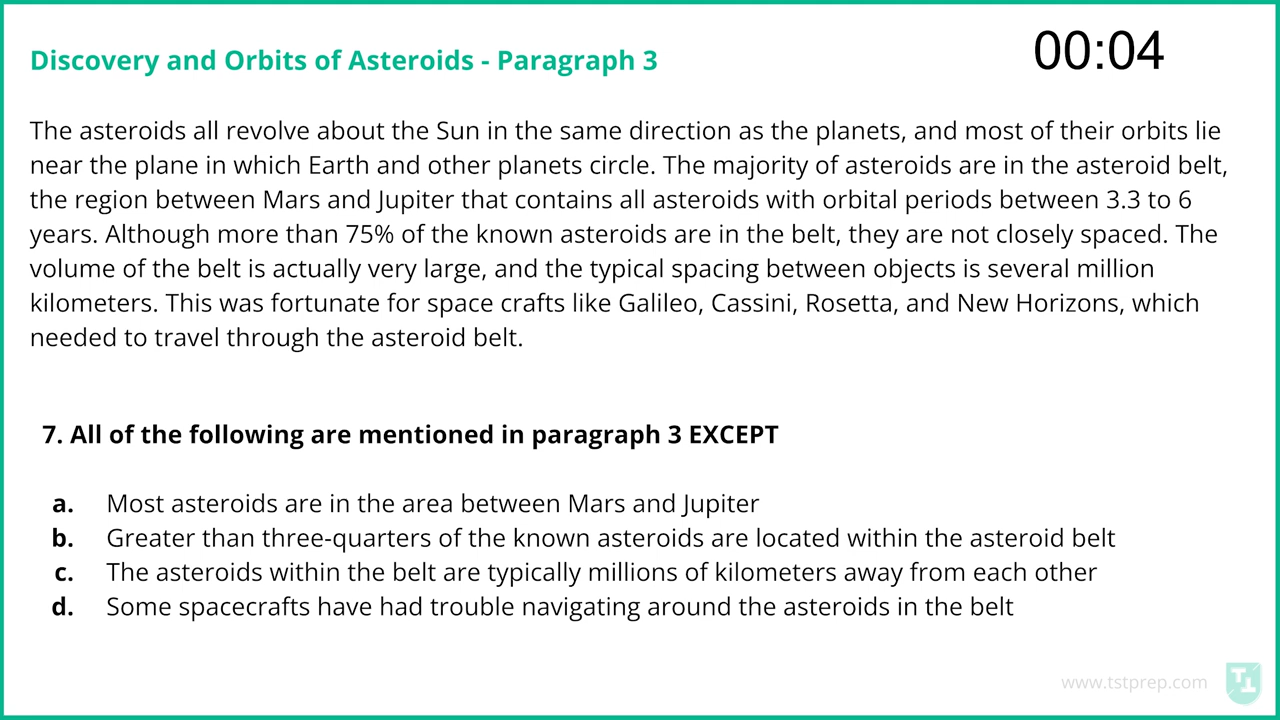 Discovery and Orbits of Asteroids - Paragraph 3
00:04
The asteroids all revolve about the Sun in the same direction as the planets, and most of their orbits lie
near the plane in which Earth and other planets circle. The majority of asteroids are in the asteroid belt,
the region between Mars and Jupiter that contains all asteroids with orbital periods between 3.3 to 6
years. Although more than 75% of the known asteroids are in the belt, they are not closely spaced. The
volume of the belt is actually very large, and the typical spacing between objects is several million
kilometers. This was fortunate for space crafts like Galileo, Cassini, Rosetta, and New Horizons, which
needed to travel through the asteroid belt.
7. All of the following are mentioned in paragraph 3 EXCEPT
a. Most asteroids are in the area between Mars and Jupiter
b. Greater than three-quarters of the known asteroids are located within the asteroid belt
c. The asteroids within the belt are typically millions of kilometers away from each other
d. Some spacecrafts have had trouble navigating around the asteroids in the belt
www.tstprep.com